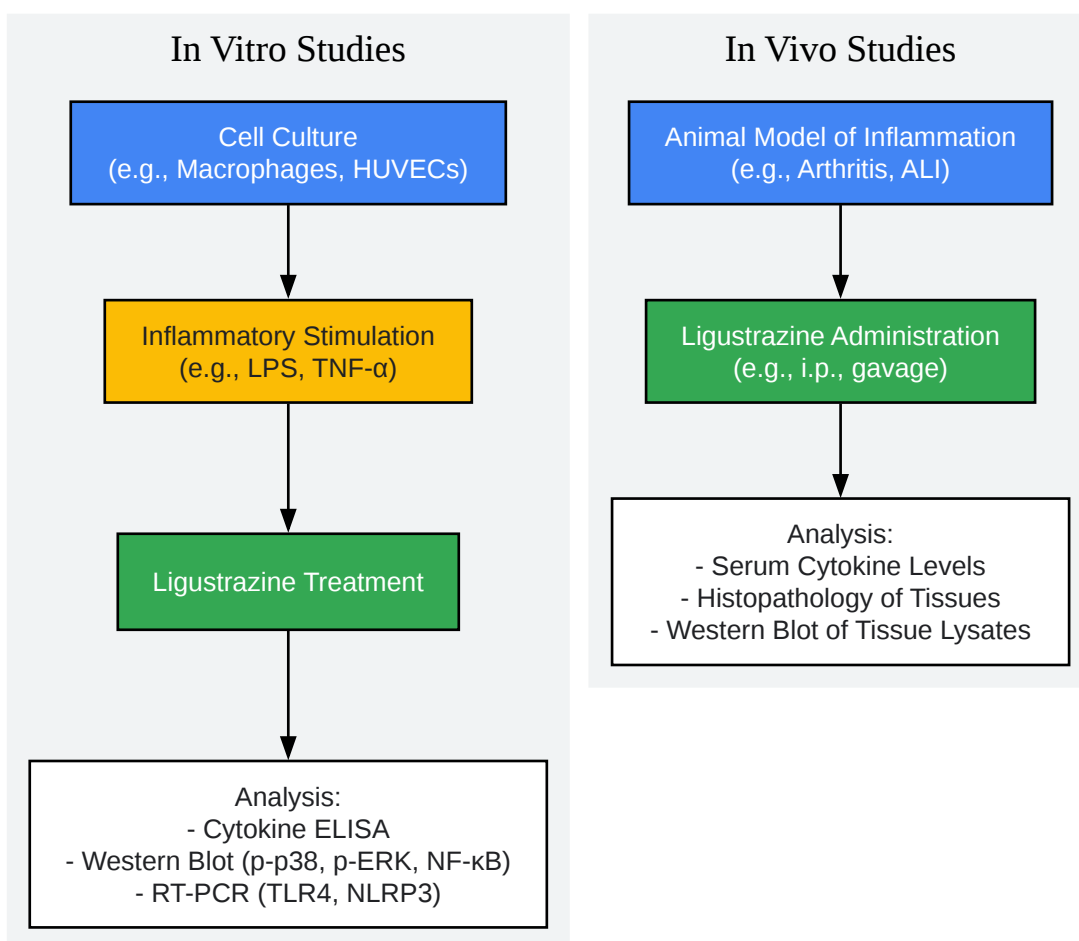 In Vitro Studies
Cell Culture
(e.g., Macrophages, HUVECs)
Inflammatory Stimulation
(e.g., LPS, TNF-α)
Ligustrazine Treatment
Analysis:
- Cytokine ELISA
- Western Blot (p-p38, p-ERK, NF-κB)
- RT-PCR (TLR4, NLRP3)
In Vivo Studies
Animal Model of Inflammation
(e.g., Arthritis, ALI)
Ligustrazine Administration
(e.g., i.p., gavage)
Analysis:
- Serum Cytokine Levels
- Histopathology of Tissues
- Western Blot of Tissue Lysates